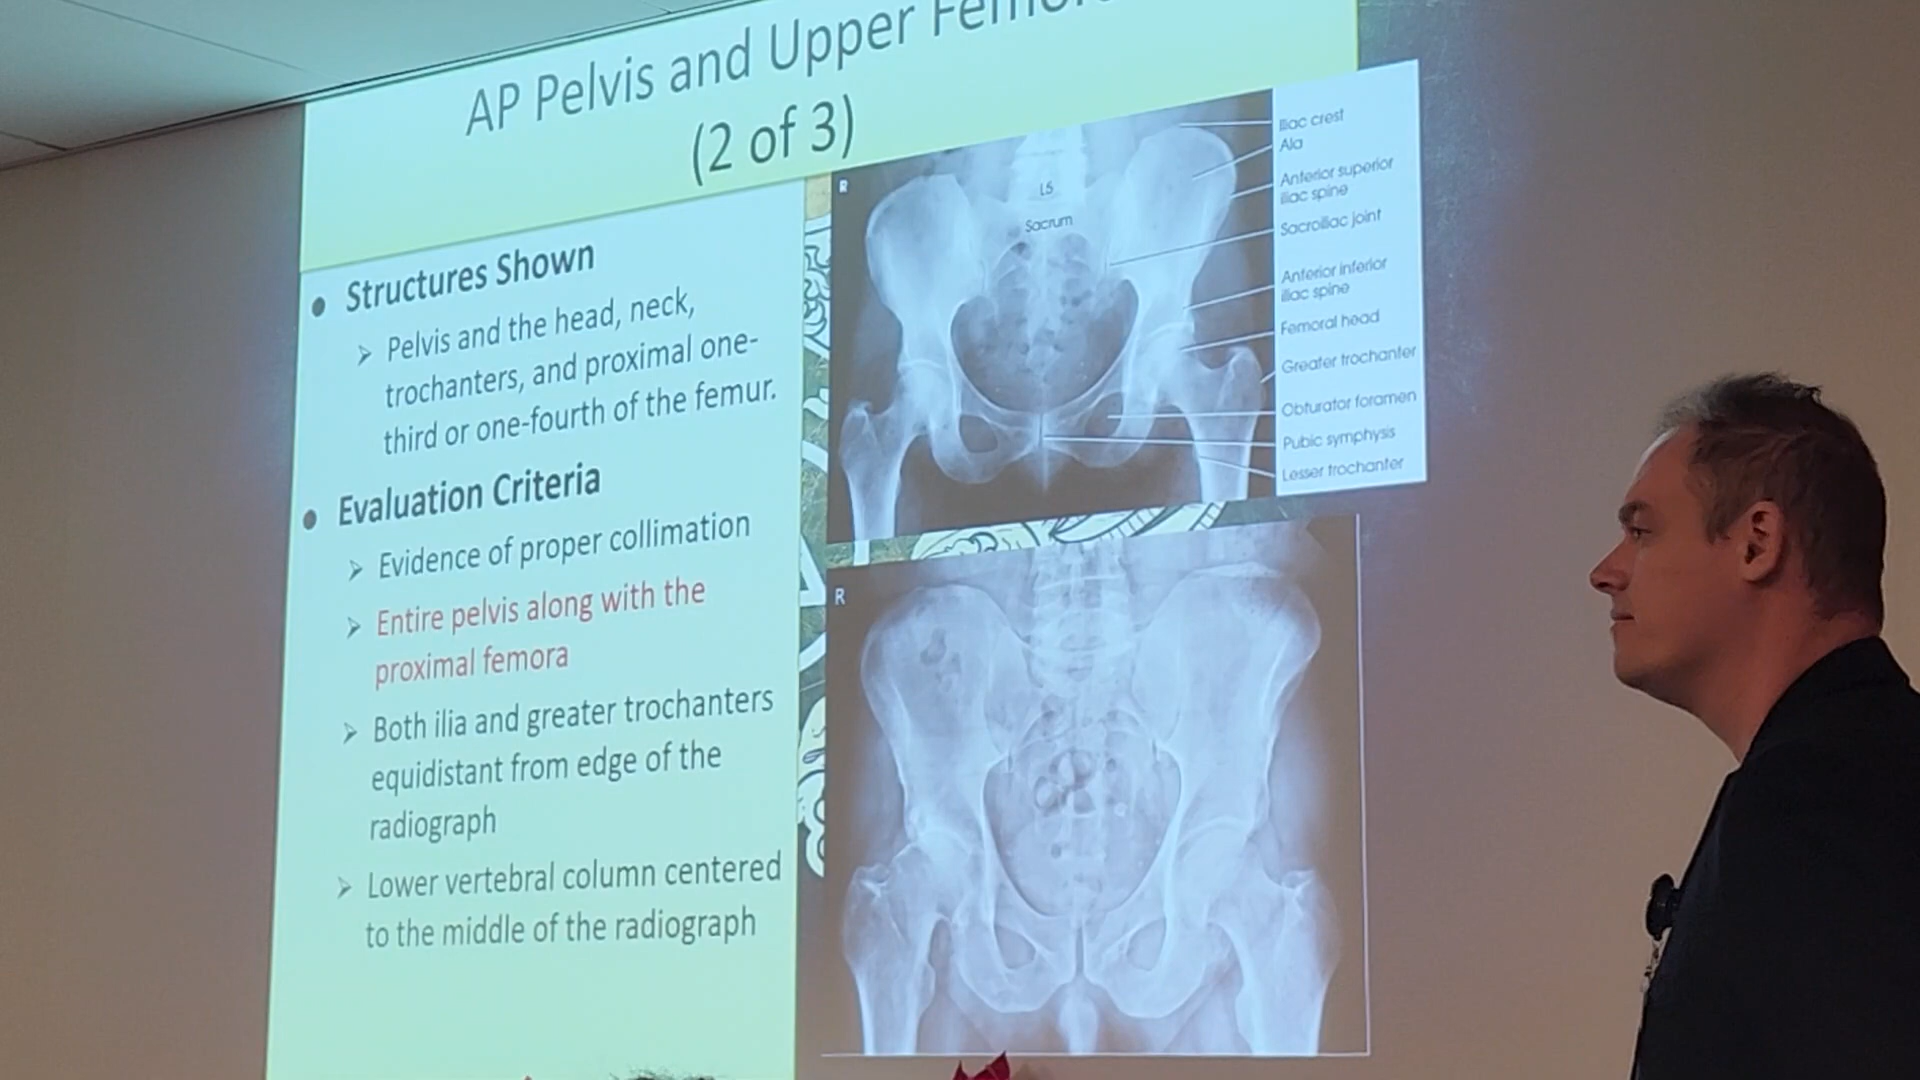 AP Pelvis and Upper
(2 of 3)
• Structures Shown
➢ Pelvis and the head, neck,
trochanters, and proximal one-
third or one-fourth of the femur.
• Evaluation Criteria
➢ Evidence of proper collimation
➢ Entire pelvis along with the
proximal femora
➢ Both ilia and greater trochanters
equidistant from edge of the
radiograph
➢ Lower vertebral column centered
to the middle of the radiograph
R
L5
Sacrum
Iliac crest
Ala
Anterior superior
iliac spine
Sacroiliac joint
Anterior inferior
iliac spine
Femoral head
Greater trochanter
Obturator foramen
Pubic symphysis
Lesser trochanter
R